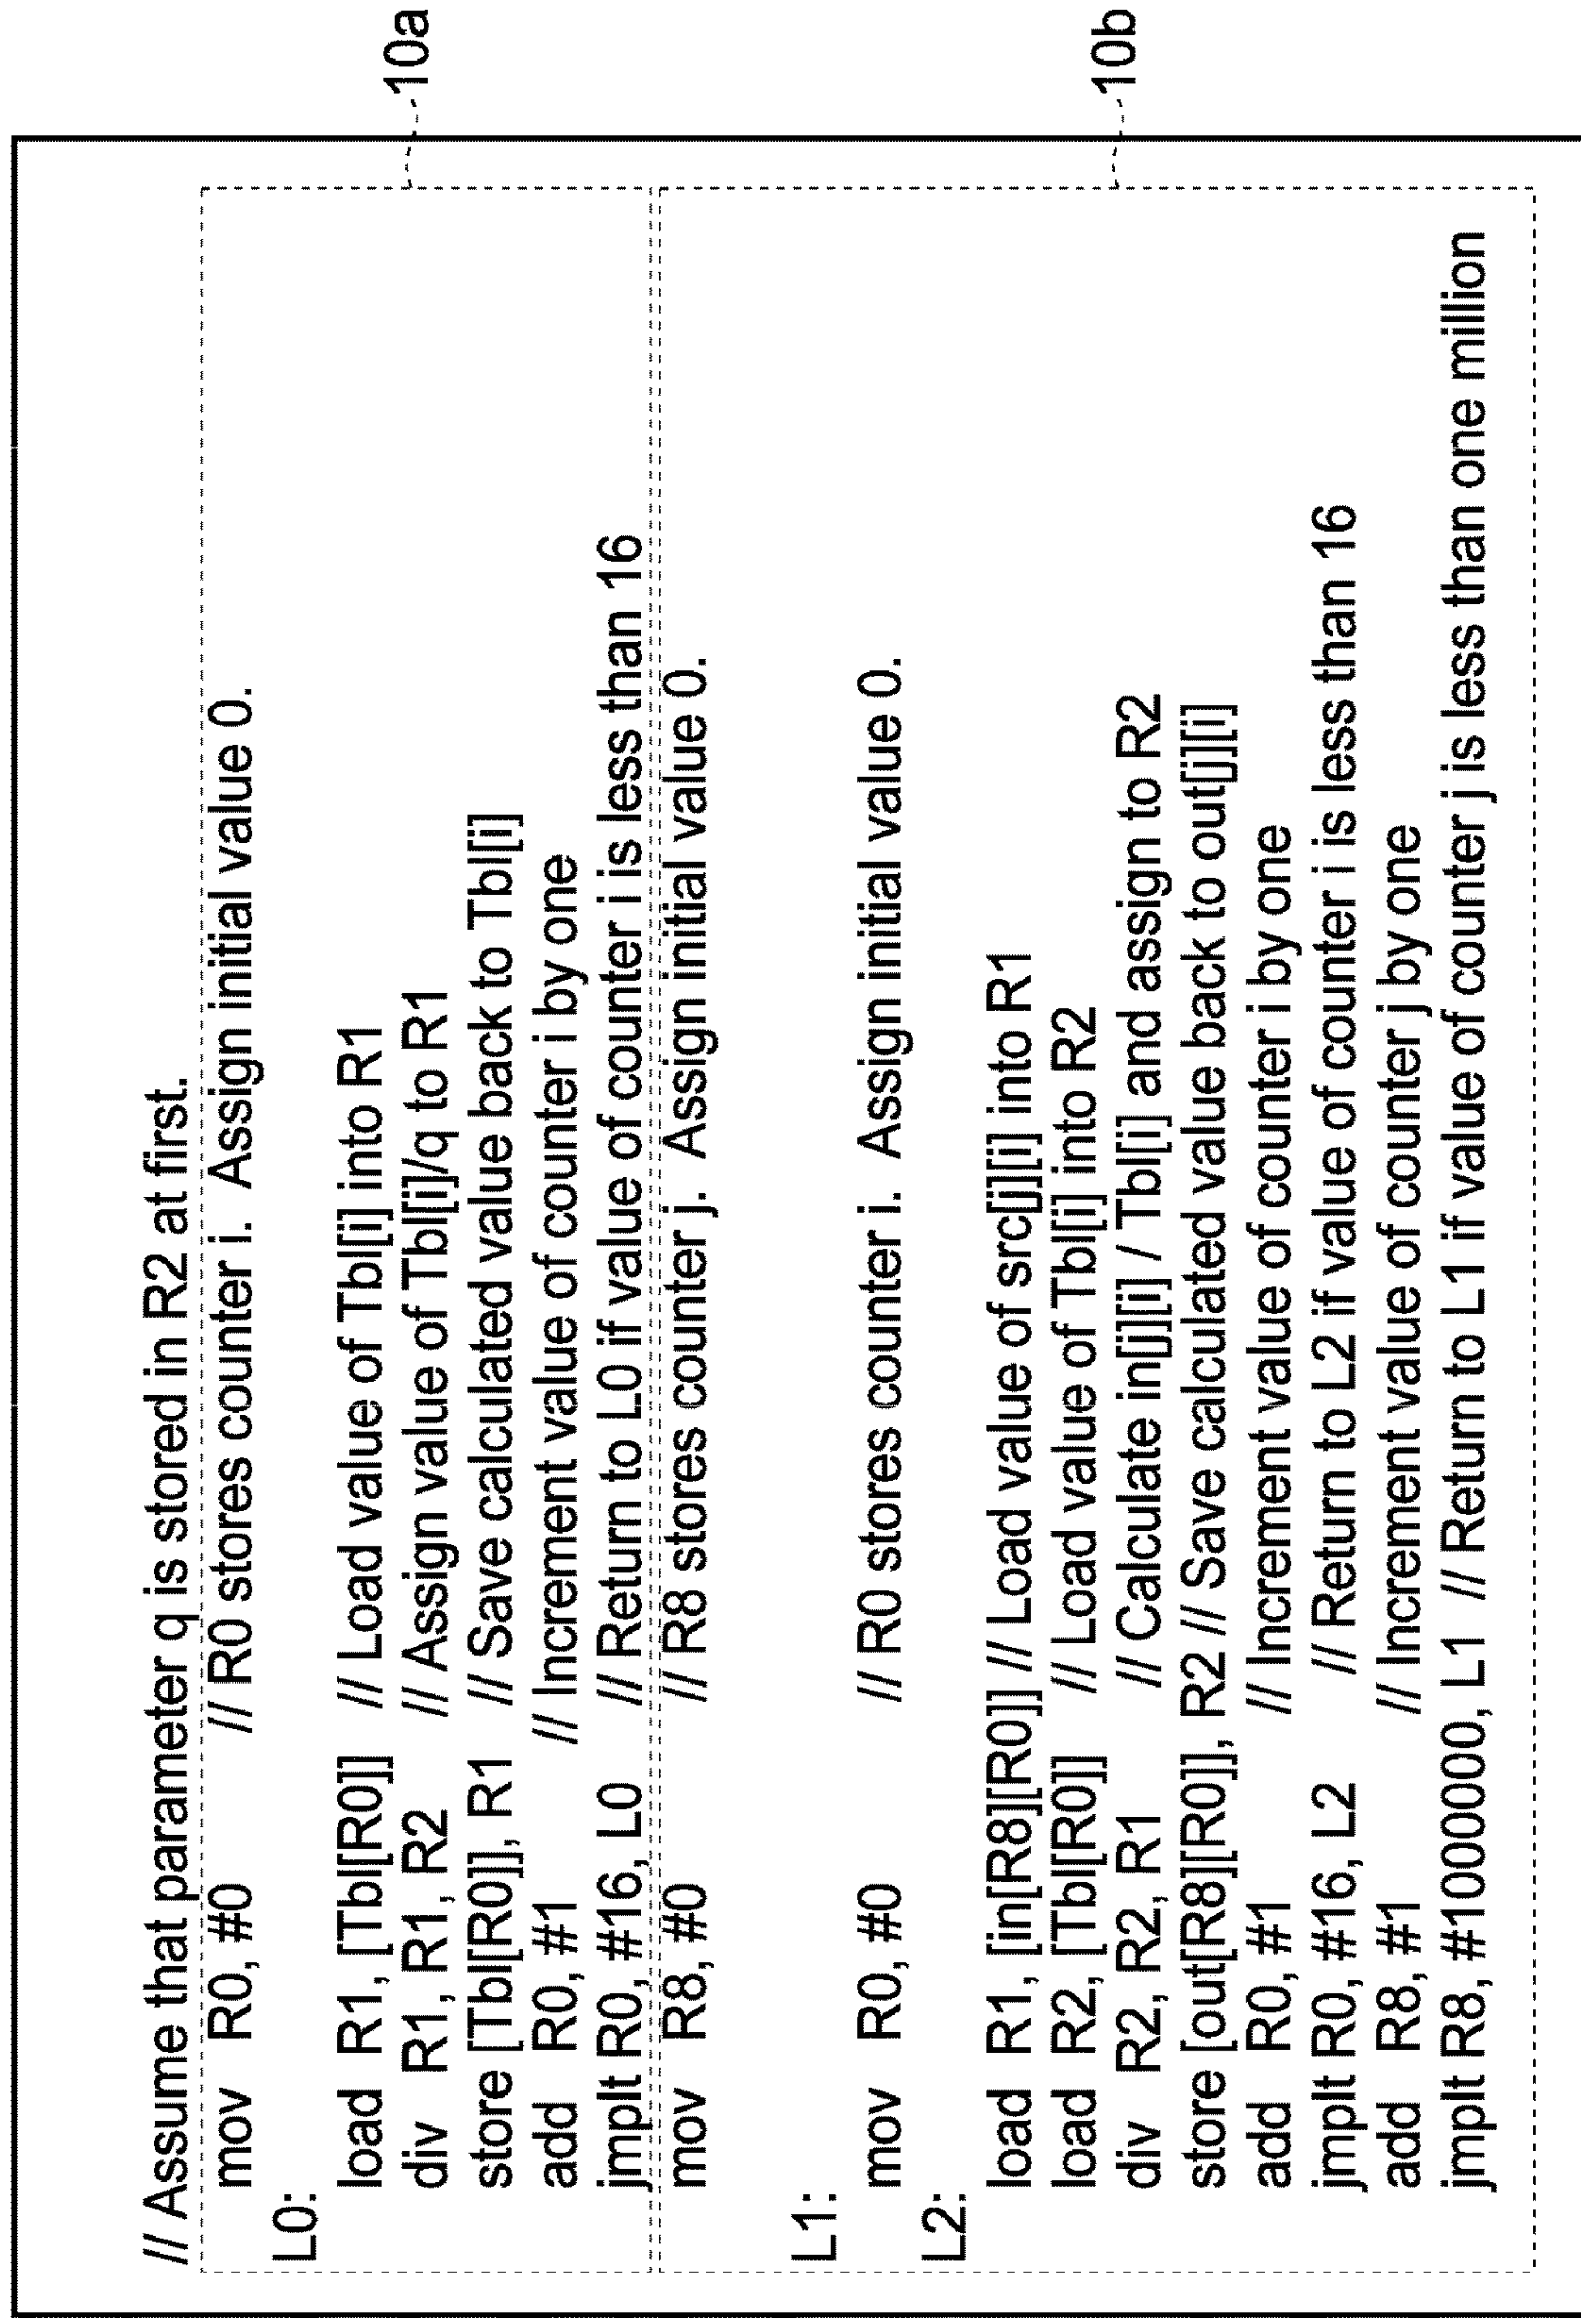 // Assume that parameter q is stored in R2 at first.
mov R0, #0 // R0 stores counter i. Assign initial value 0.
L0:
load R1, [Tbl[R0]] // Load value of Tbl[i] into R1
div R1, R1, R2 // Assign value of Tbl[i]/q to R1
store [Tbl[R0]], R1 // Save calculated value back to Tbl[i]
add R0, #1 // Increment value of counter i by one
jmplt R0, #16, L0 // Return to L0 if value of counter i is less than 16
10a
mov R8, #0 // R8 stores counter j. Assign initial value 0.
L1:
mov R0, #0 // R0 stores counter i. Assign initial value 0.
L2:
load R1, [in[R8][R0]] // Load value of src[j][i] into R1
load R2, [Tbl[R0]] // Load value of Tbl[i] into R2
div R2, R2, R1 // Calculate in[j][i] / Tbl[i] and assign to R2
store [out[R8][R0]], R2 // Save calculated value back to out[j][i]
add R0, #1 // Increment value of counter i by one
jmplt R0, #16, L2 // Return to L2 if value of counter i is less than 16
add R8, #1 // Increment value of counter j by one
jmplt R8, #1000000, L1 // Return to L1 if value of counter j is less than one million
10b